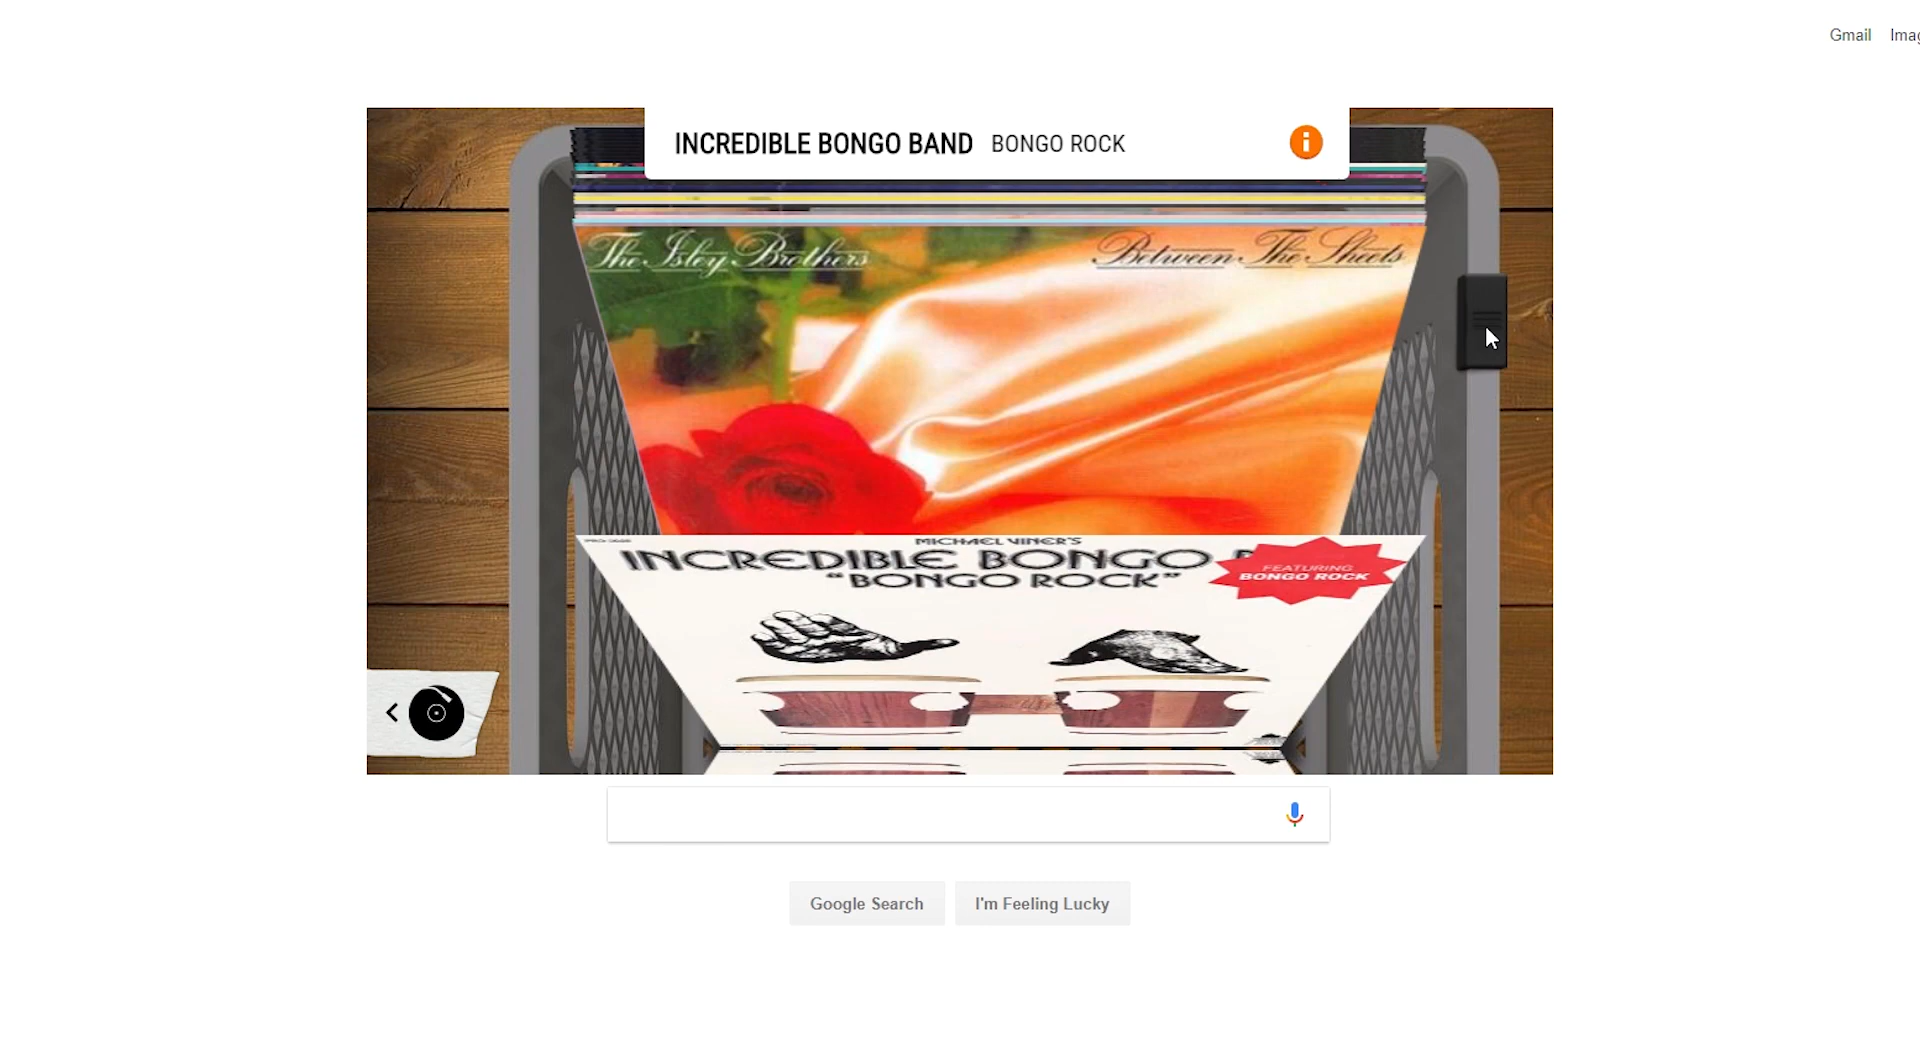 Gmail Imag
INCREDIBLE BONGO BAND BONGO ROCK
The Isley Brothers Between The Sheets
MICHAEL VINER'S
INCREDIBLE BONGO
"BONGO ROCK"
FEATURING
BONGO ROCK
Google Search I'm Feeling Lucky